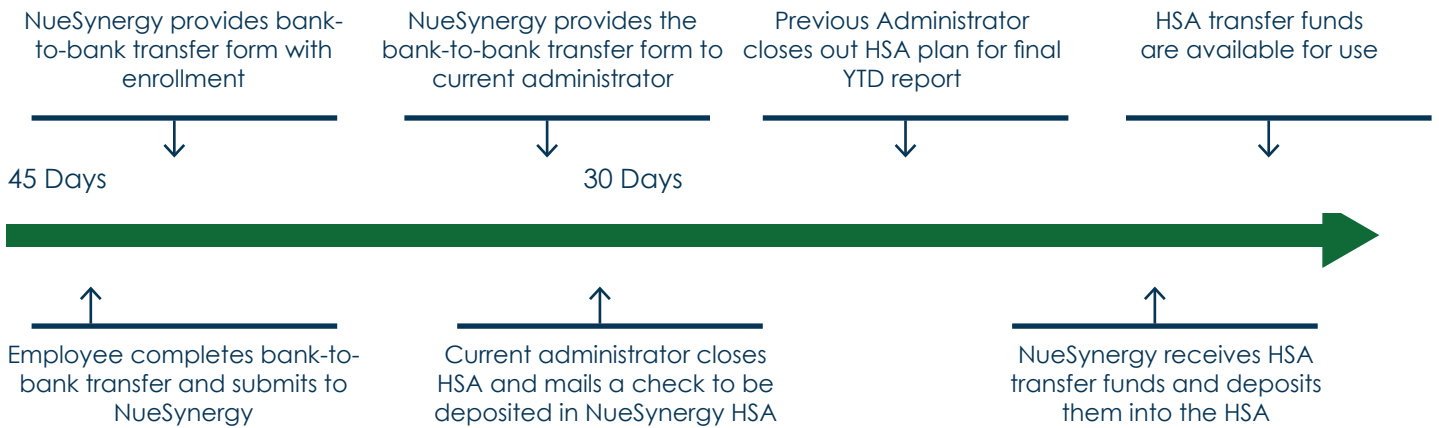 NueSynergy provides bank-
to-bank transfer form with
enrollment
NueSynergy provides the
bank-to-bank transfer form to
current administrator
Previous Administrator
closes out HSA plan for final
YTD report
HSA transfer funds
are available for use
45 Days
30 Days
Employee completes bank-to-
bank transfer and submits to
NueSynergy
Current administrator closes
HSA and mails a check to be
deposited in NueSynergy HSA
NueSynergy receives HSA
transfer funds and deposits
them into the HSA